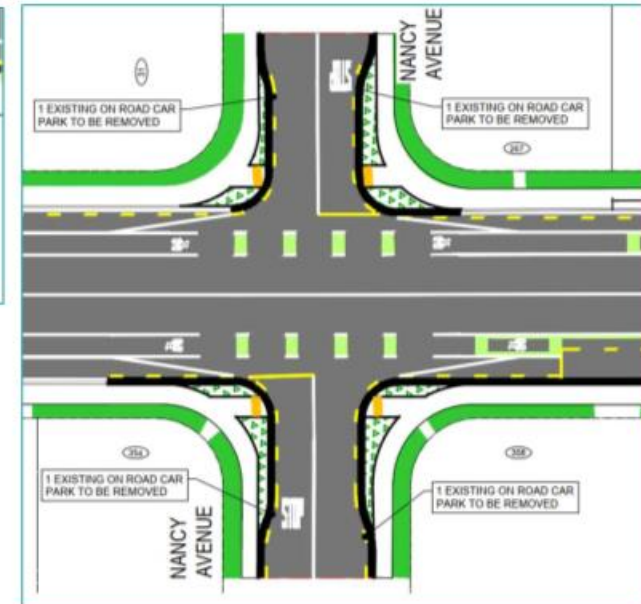 NANCY
AVENUE
31
1 EXISTING ON ROAD CAR
PARK TO BE REMOVED
1 EXISTING ON ROAD CAR
PARK TO BE REMOVED
267
354
358
1 EXISTING ON ROAD CAR
PARK TO BE REMOVED
1 EXISTING ON ROAD CAR
PARK TO BE REMOVED
NANCY
AVENUE